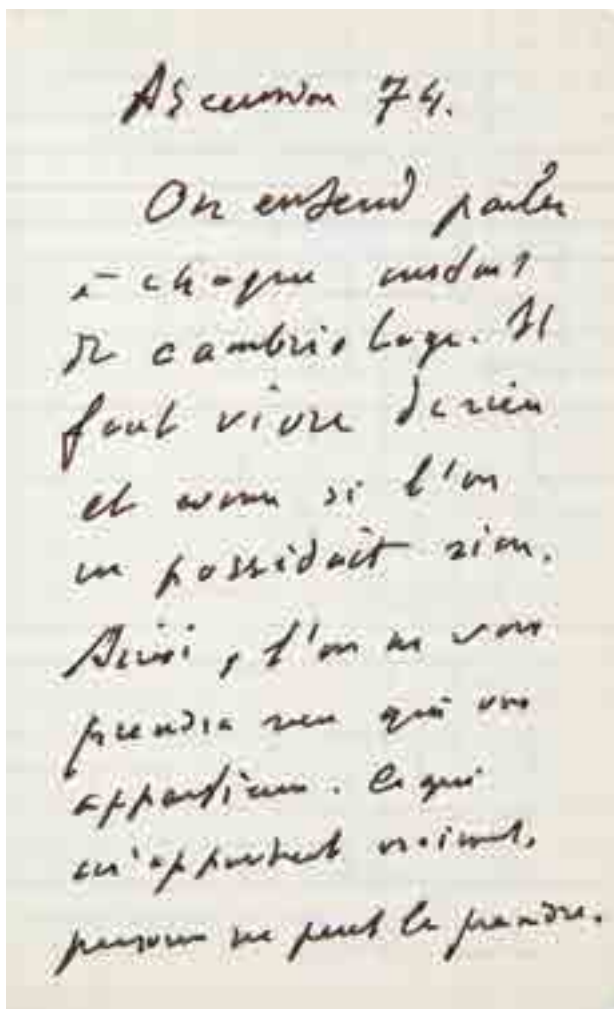 Ascension 74.
On entend parler
à chaque instant
de cambriolage. Il
faut vivre de rien
et comme si l'on
ne possédait rien.
Ainsi, l'on ne vous
prendra rien qui vous
appartienne. Ce qui
m'appartient vraiment,
personne ne peut le prendre.